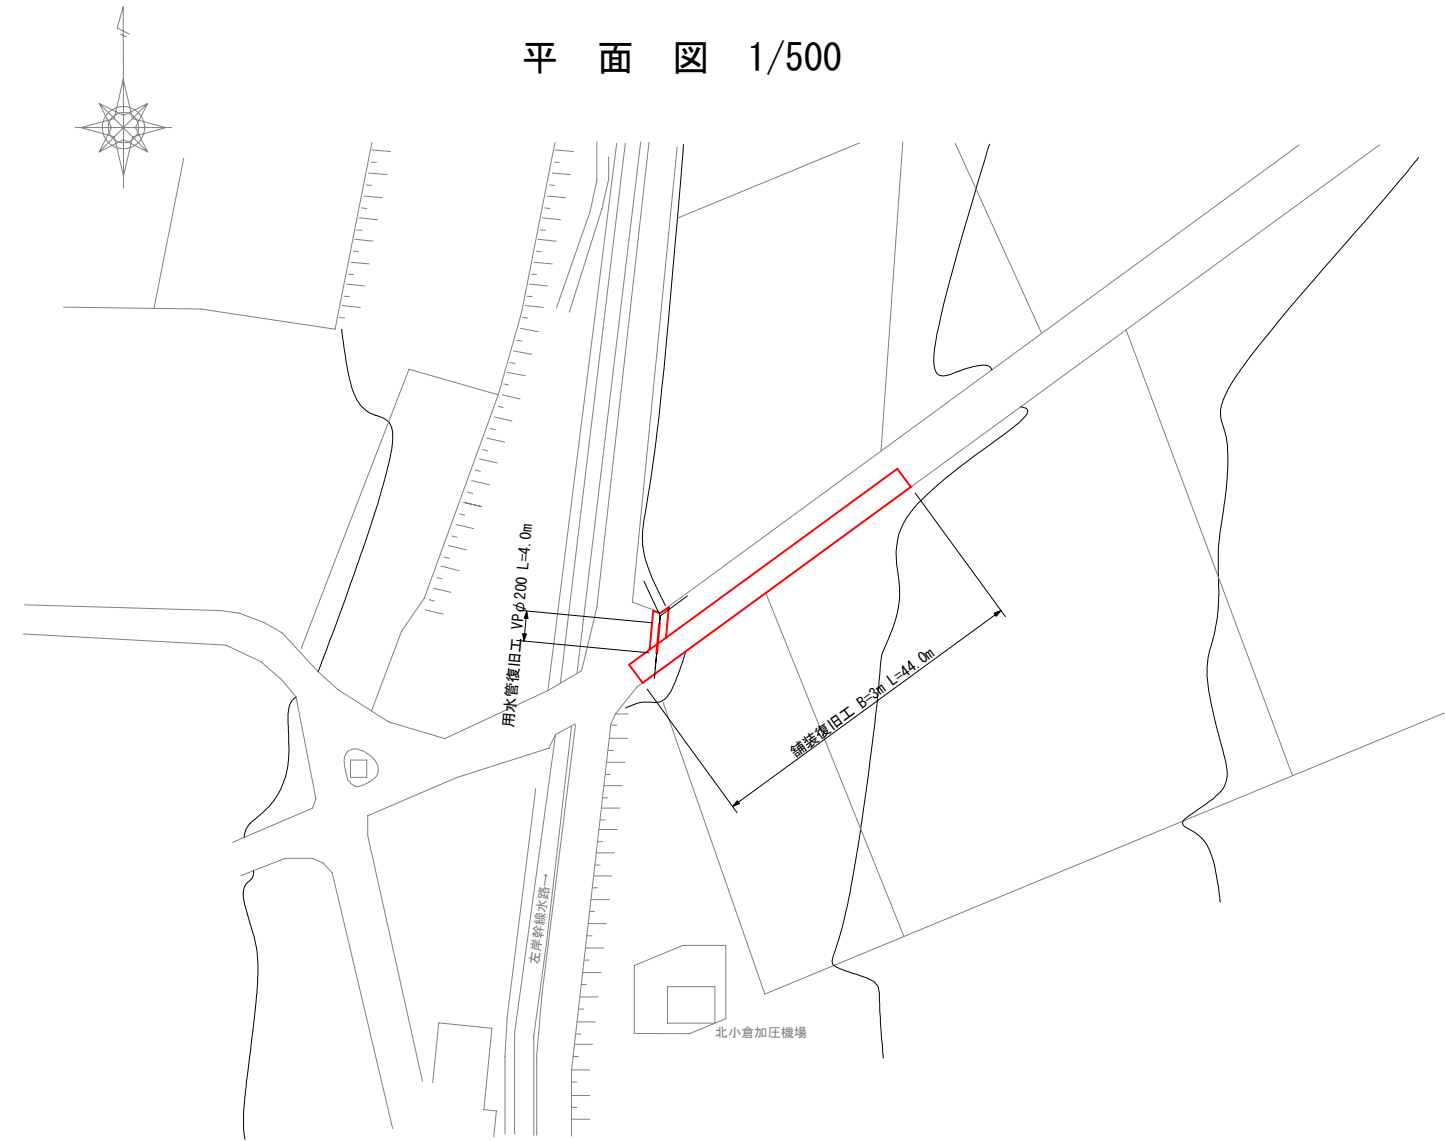 平 面 図 1/500
用水管復旧工 VPφ200 L=4.0m
舗装復旧工 B=3m L=44.0m
左岸幹線水路→
北小倉加圧機場